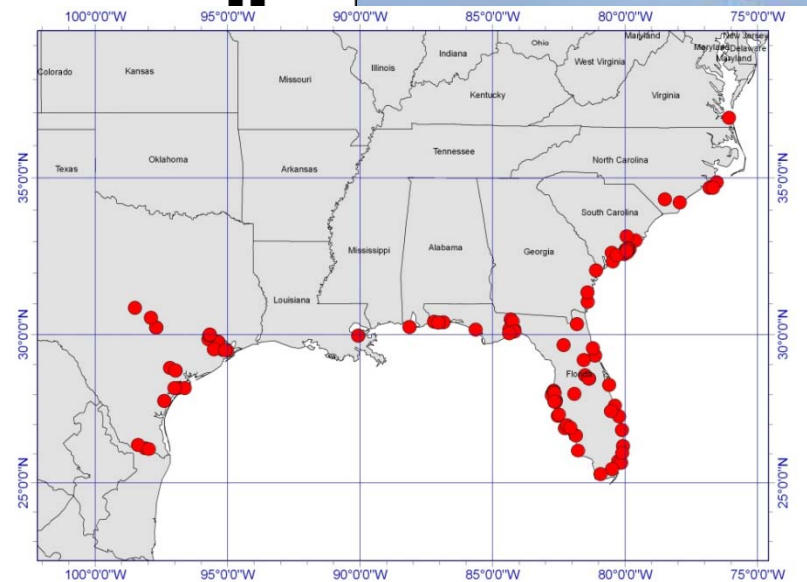 100°0'0"W 95°0'0"W 90°0'0"W 85°0'0"W 80°0'0"W 75°0'0"W
Maryland New Jersey
Ohio
Indiana Maryland Delaware
West Virginia Maryland
Colorado Kansas Missouri Illinois
Kentucky Virginia
Tennessee
Texas Oklahoma Arkansas North Carolina
35°0'0"N 35°0'0"N
South Carolina
Mississippi Alabama Georgia
Louisiana
30°0'0"N 30°0'0"N
Florida
25°0'0"N 25°0'0"N
100°0'0"W 95°0'0"W 90°0'0"W 85°0'0"W 80°0'0"W 75°0'0"W